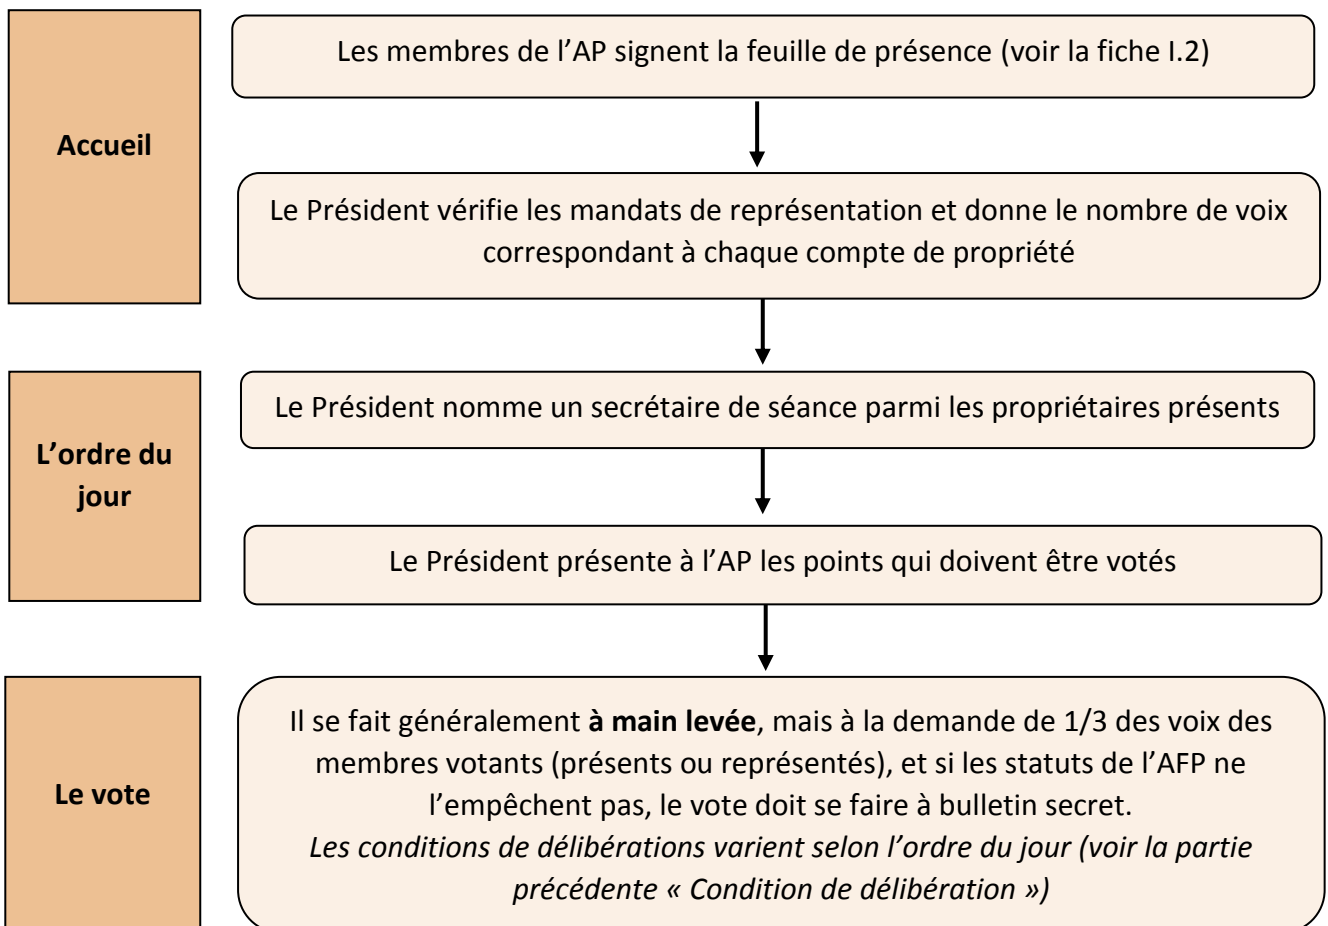 Accueil
Les membres de l’AP signent la feuille de présence (voir la fiche I.2)
Le Président vérifie les mandats de représentation et donne le nombre de voix
correspondant à chaque compte de propriété
L’ordre du
jour
Le Président nomme un secrétaire de séance parmi les propriétaires présents
Le Président présente à l’AP les points qui doivent être votés
Le vote
Il se fait généralement à main levée, mais à la demande de 1/3 des voix des
membres votants (présents ou représentés), et si les statuts de l’AFP ne
l’empêchent pas, le vote doit se faire à bulletin secret.
Les conditions de délibérations varient selon l’ordre du jour (voir la partie
précédente « Condition de délibération »)